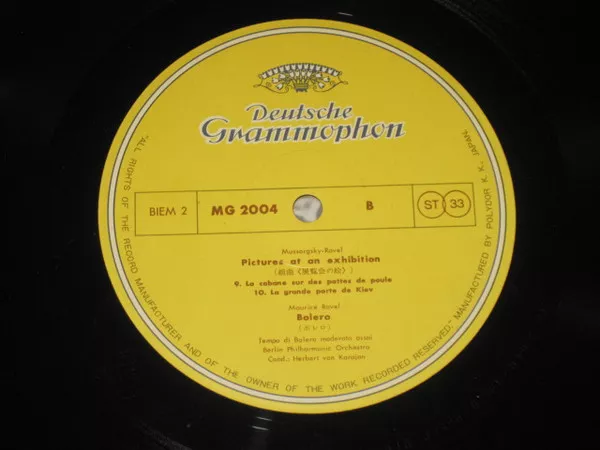 Deutsche
Grammophon
BIEM 2
MG 2004
B
ST 33
Mussorgsky-Ravel
Pictures at an exhibition
(組曲《展覧会の絵》)
9. La cabane sur des pattes de poule
10. La grande porte de Kiev
Maurice Ravel
Bolero
(ボレロ)
Tempo di Bolero moderato assai
Berlin Philharmonic Orchestra
Cond.: Herbert von Karajan
"ALL RIGHTS OF THE RECORD MANUFACTURER AND OF THE OWNER OF THE WORK RECORDED RESERVED." MANUFACTURED BY POLYDOR K. K., JAPAN.